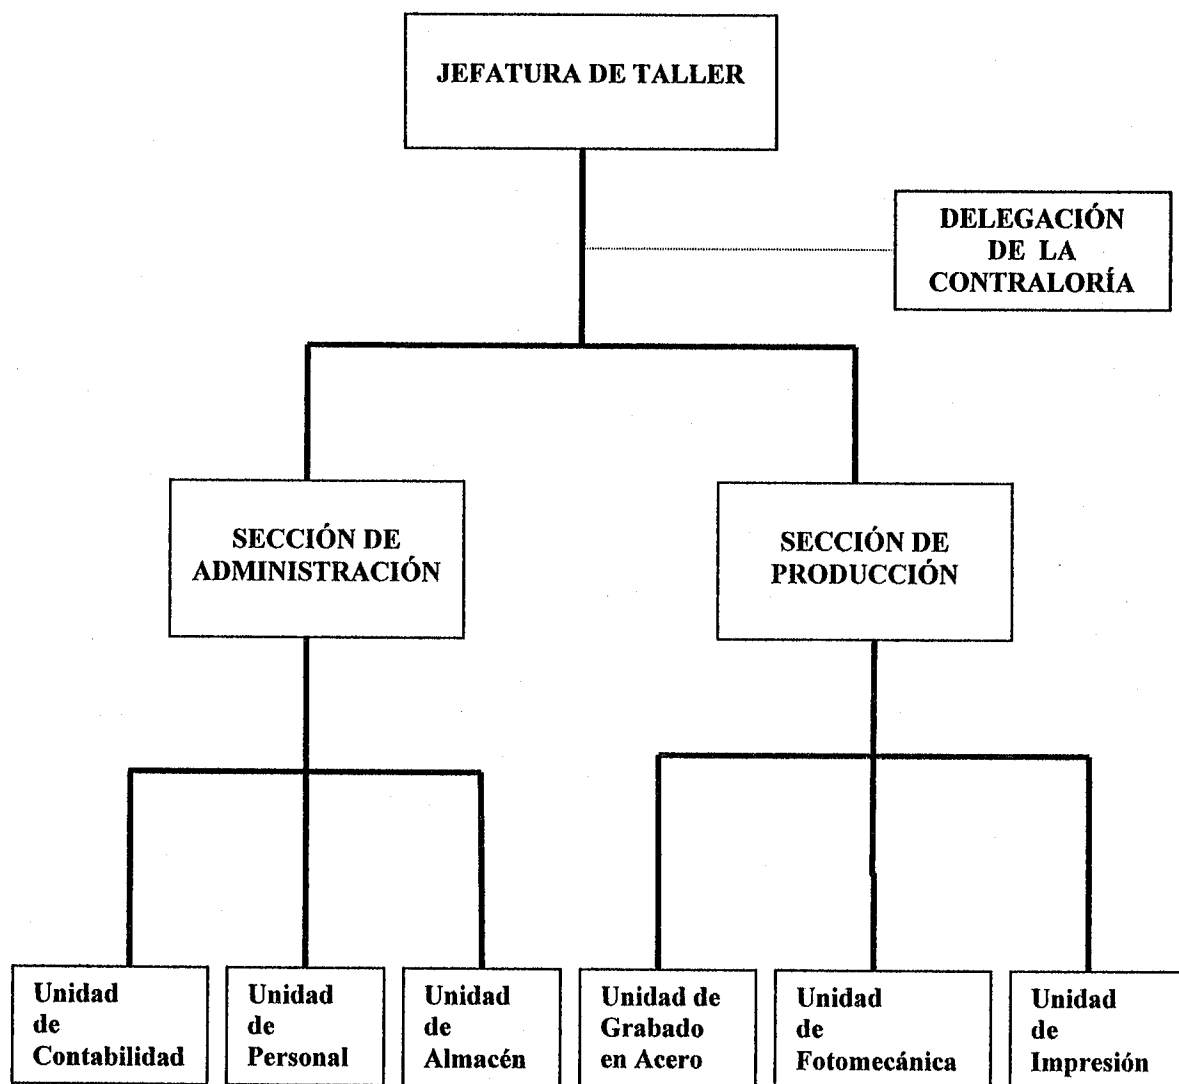 JEFATURA DE TALLER
DELEGACIÓN
DE LA
CONTRALORÍA
SECCIÓN DE
ADMINISTRACIÓN
SECCIÓN DE
PRODUCCIÓN
Unidad
de
Contabilidad
Unidad
de
Personal
Unidad
de
Almacén
Unidad de
Grabado
en Acero
Unidad
de
Fotomecánica
Unidad
de
Impresión